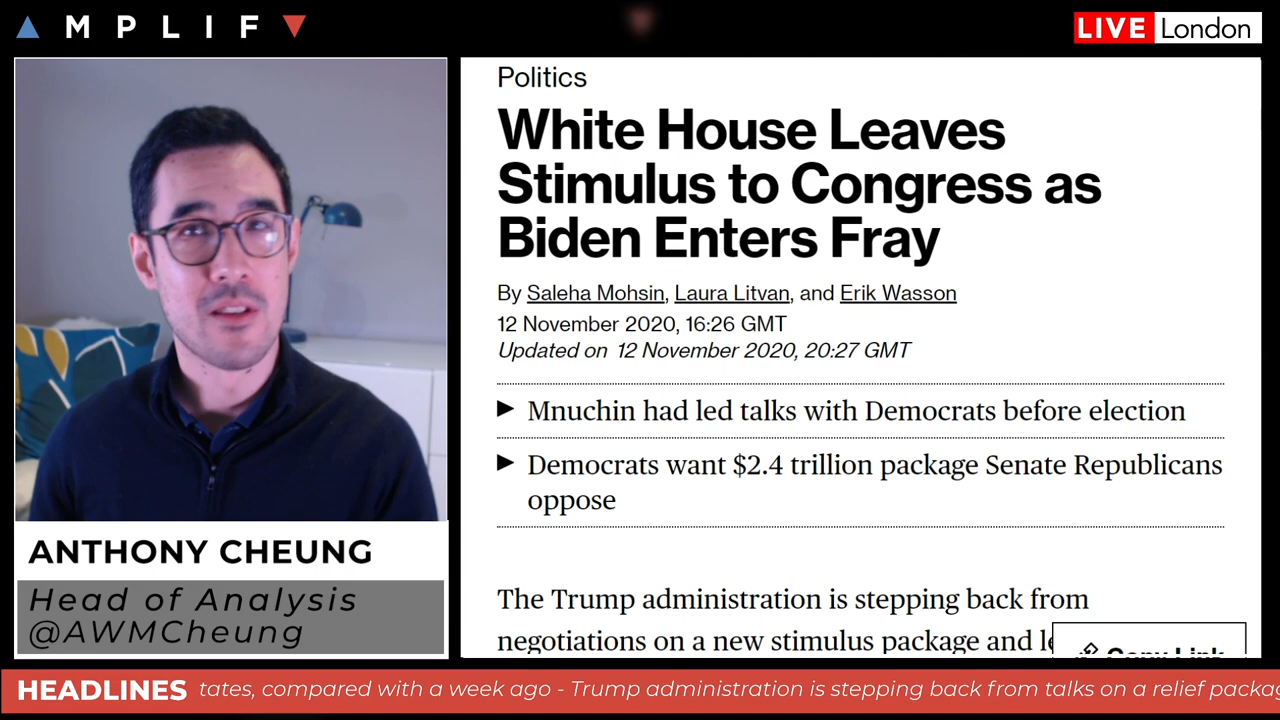 ▲ M P L I F ▼
LIVE London
Politics
White House Leaves
Stimulus to Congress as
Biden Enters Fray
By Saleha Mohsin, Laura Litvan, and Erik Wasson
12 November 2020, 16:26 GMT
Updated on 12 November 2020, 20:27 GMT
▶ Mnuchin had led talks with Democrats before election
▶ Democrats want $2.4 trillion package Senate Republicans
oppose
The Trump administration is stepping back from
negotiations on a new stimulus package and
Copy Link
ANTHONY CHEUNG
Head of Analysis
@AWMCheung
HEADLINES tates, compared with a week ago - Trump administration is stepping back from talks on a relief packag